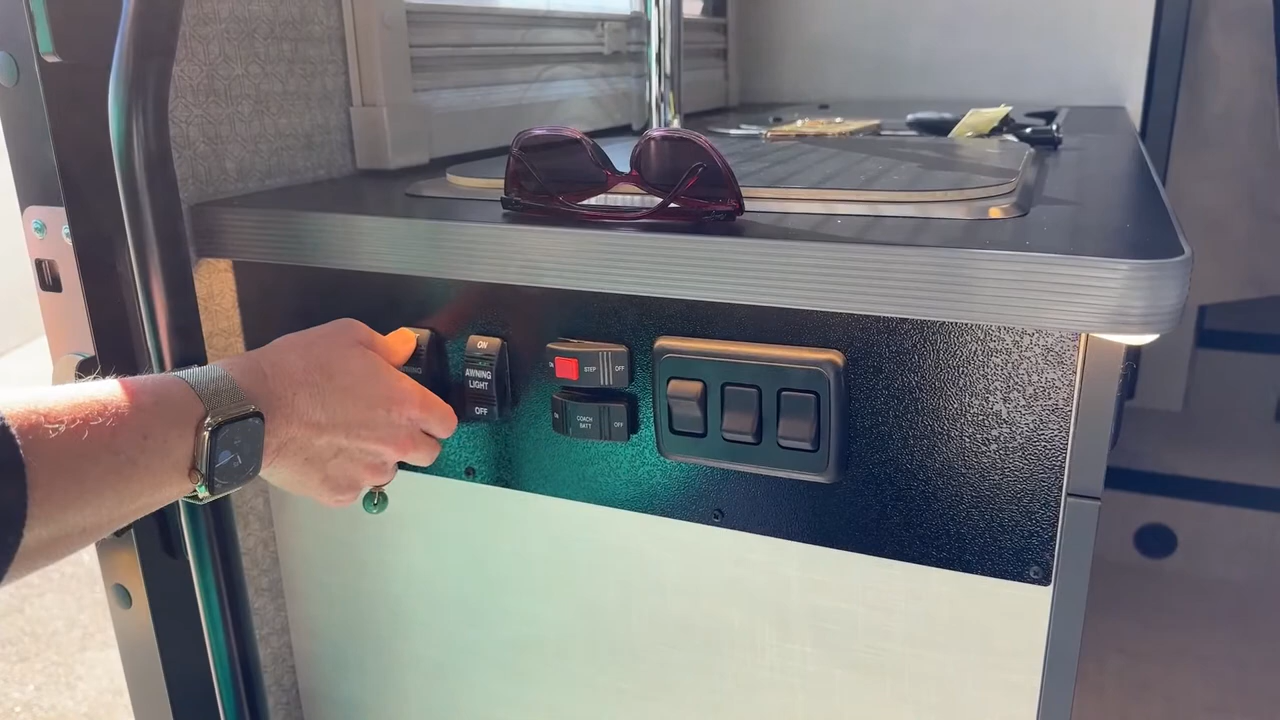 ON
AWNING
LIGHT
OFF
STEP
OFF
COACH
BATT
OFF